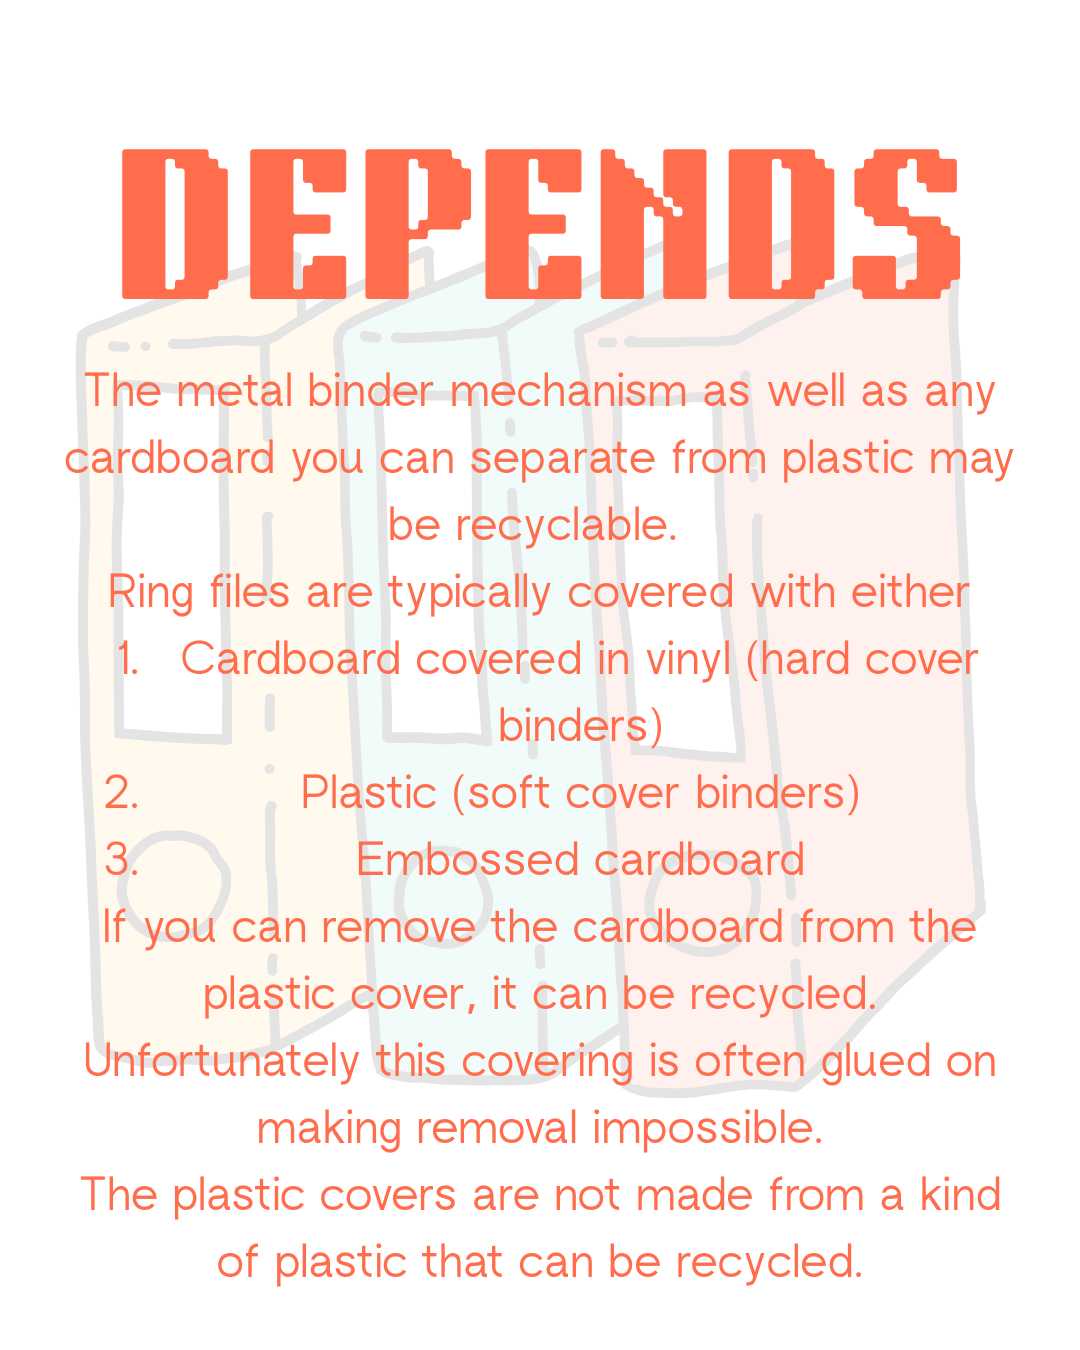 DEPENDS
The metal binder mechanism as well as any
cardboard you can separate from plastic may
be recyclable.
Ring files are typically covered with either
1. Cardboard covered in vinyl (hard cover
binders)
2. Plastic (soft cover binders)
3. Embossed cardboard
If you can remove the cardboard from the
plastic cover, it can be recycled.
Unfortunately this covering is often glued on
making removal impossible.
The plastic covers are not made from a kind
of plastic that can be recycled.